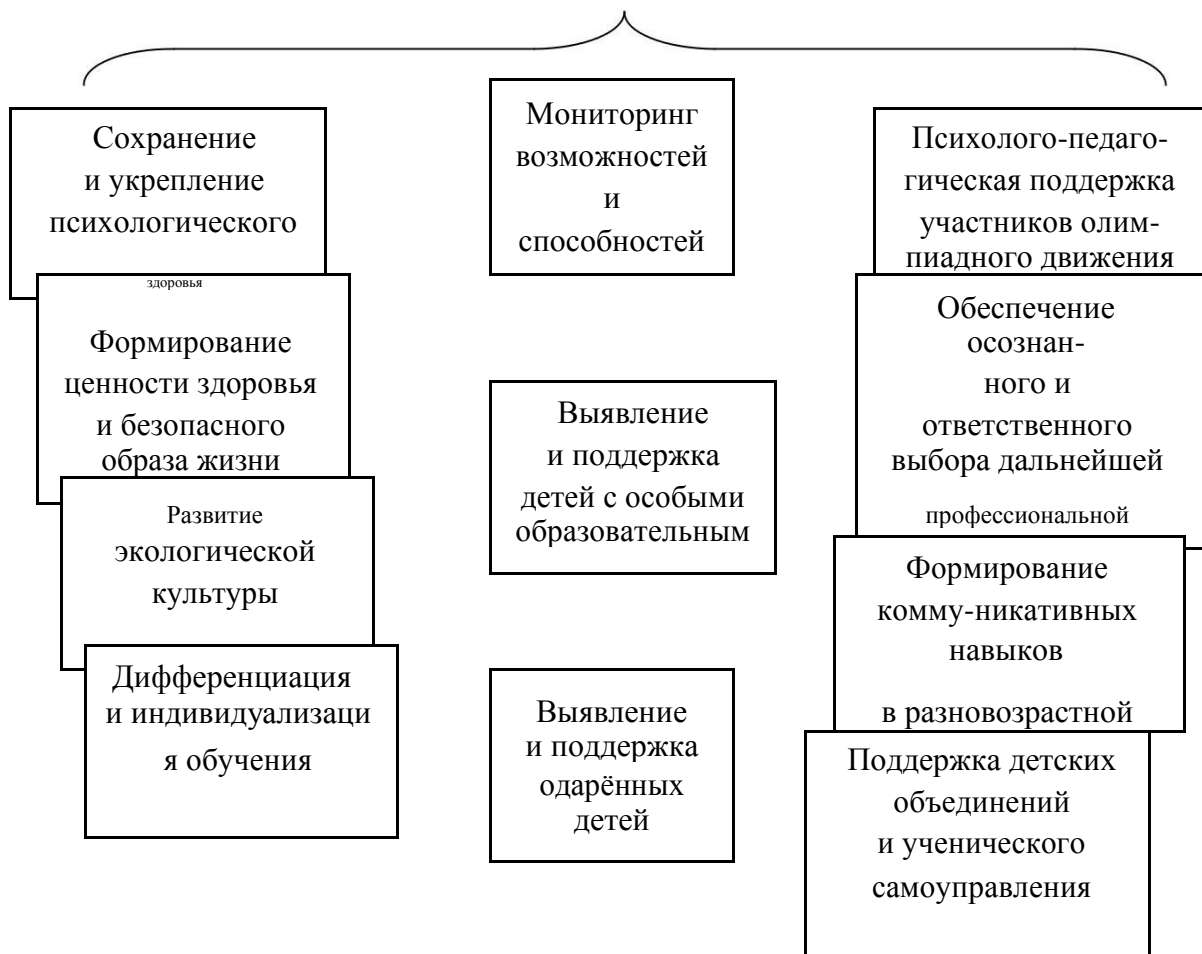 Сохранение
и укрепление
психологического
здоровья
Формирование
ценности здоровья
и безопасного
образа жизни
Развитие
экологической
культуры
Дифференциация
и индивидуализаци
я обучения
Мониторинг
возможностей
и
способностей
Выявление
и поддержка
детей с особыми
образовательным
Выявление
и поддержка
одарённых
детей
Психолого-педаго-
гическая поддержка
участников олим-
пиадного движения
Обеспечение
осознан-
ного и
ответственного
выбора дальнейшей
профессиональной
Формирование
комму-никативных
навыков
в разновозрастной
Поддержка детских
объединений
и ученического
самоуправления